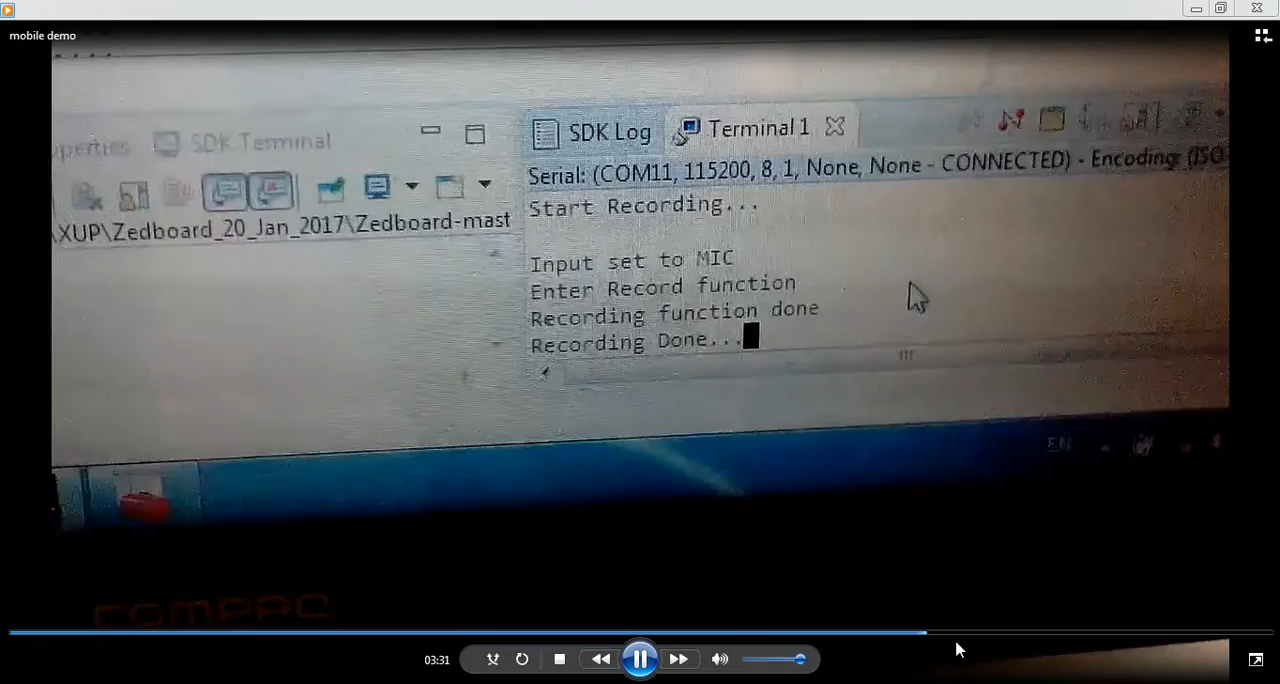 mobile demo
SDK Terminal
SDK Log
Terminal 1
Serial: (COM11, 115200, 8, 1, None, None - CONNECTED) - Encoding: (ISO
\XUP\Zedboard_20_Jan_2017\Zedboard-mast
Start Recording...
Input set to MIC
Enter Record function
Recording function done
Recording Done...
EN
COMPAQ
03:31